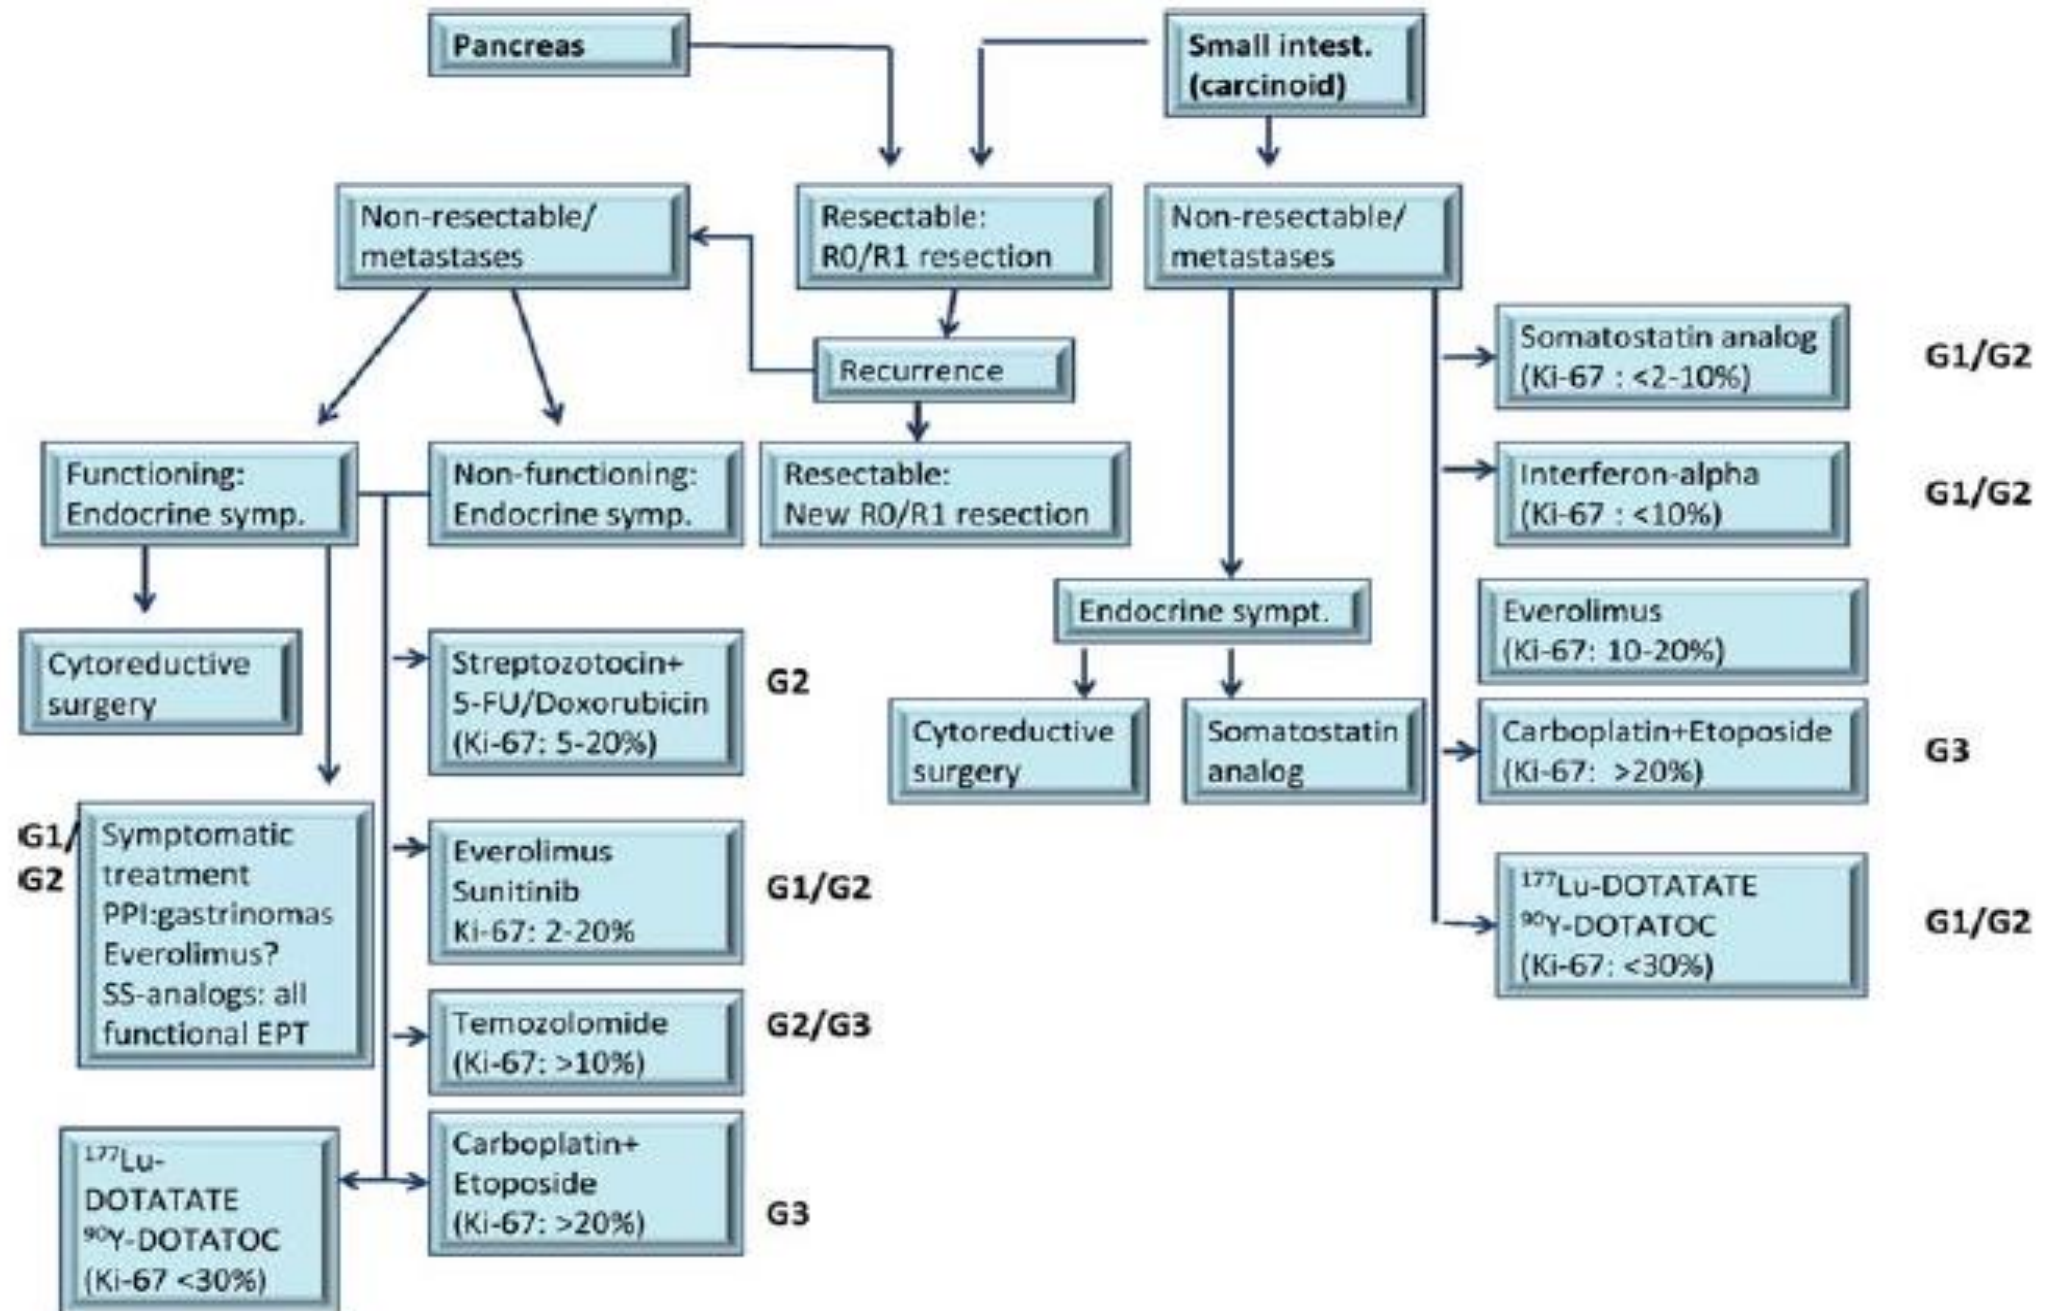 Pancreas
Small intest.
(carcinoid)
Non-resectable/
metastases
Resectable:
R0/R1 resection
Non-resectable/
metastases
Recurrence
Somatostatin analog
(Ki-67 : <2-10%)
G1/G2
Functioning:
Endocrine symp.
Non-functioning:
Endocrine symp.
Resectable:
New R0/R1 resection
Interferon-alpha
(Ki-67 : <10%)
G1/G2
Endocrine sympt.
Everolimus
(Ki-67: 10-20%)
Cytoreductive
surgery
Streptozotocin+
5-FU/Doxorubicin
(Ki-67: 5-20%)
G2
Cytoreductive
surgery
Somatostatin
analog
Carboplatin+Etoposide
(Ki-67: >20%)
G3
G1/
G2
Symptomatic
treatment
PPI:gastrinomas
Everolimus?
SS-analogs: all
functional EPT
Everolimus
Sunitinib
Ki-67: 2-20%
G1/G2
¹⁷⁷Lu-DOTATATE
⁹⁰Y-DOTATOC
(Ki-67: <30%)
G1/G2
Temozolomide
(Ki-67: >10%)
G2/G3
¹⁷⁷Lu-
DOTATATE
⁹⁰Y-DOTATOC
(Ki-67 <30%)
Carboplatin+
Etoposide
(Ki-67: >20%)
G3